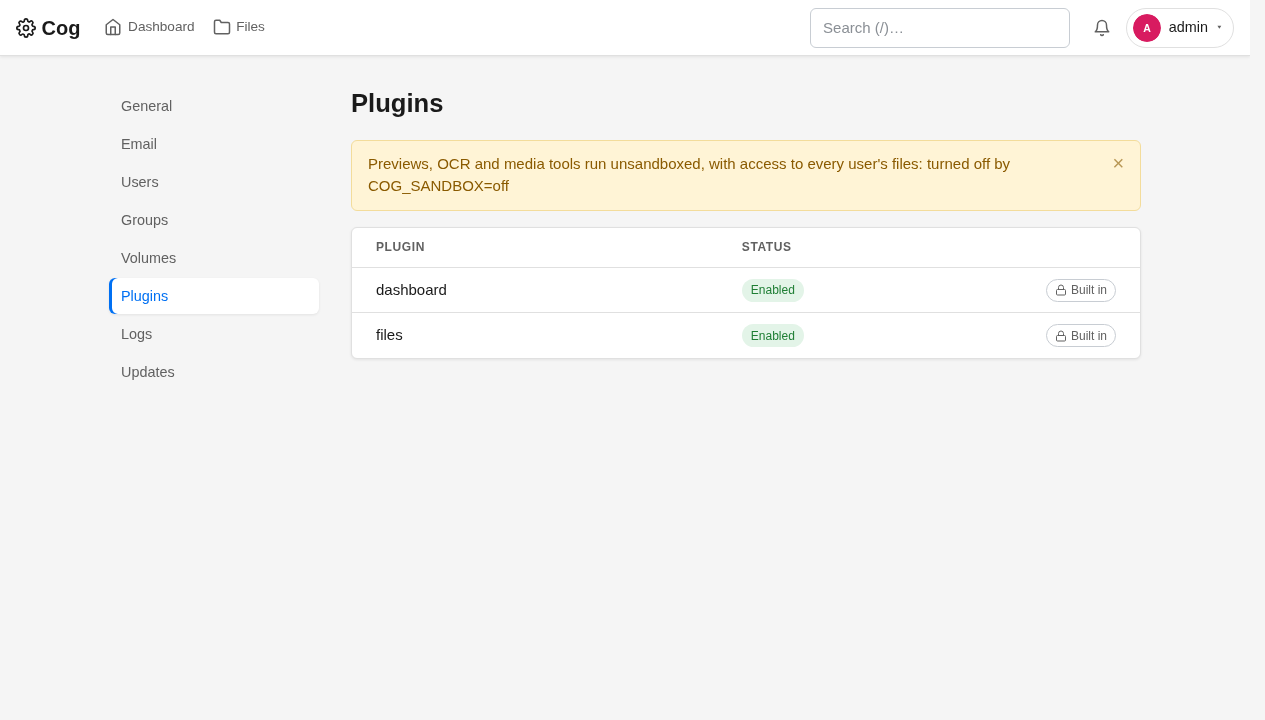 Cog
Dashboard
Files
Search (/)…
A
admin
General
Email
Users
Groups
Volumes
Plugins
Logs
Updates
Plugins
Previews, OCR and media tools run unsandboxed, with access to every user's files: turned off by
COG_SANDBOX=off
PLUGIN STATUS
dashboard Enabled Built in
files Enabled Built in